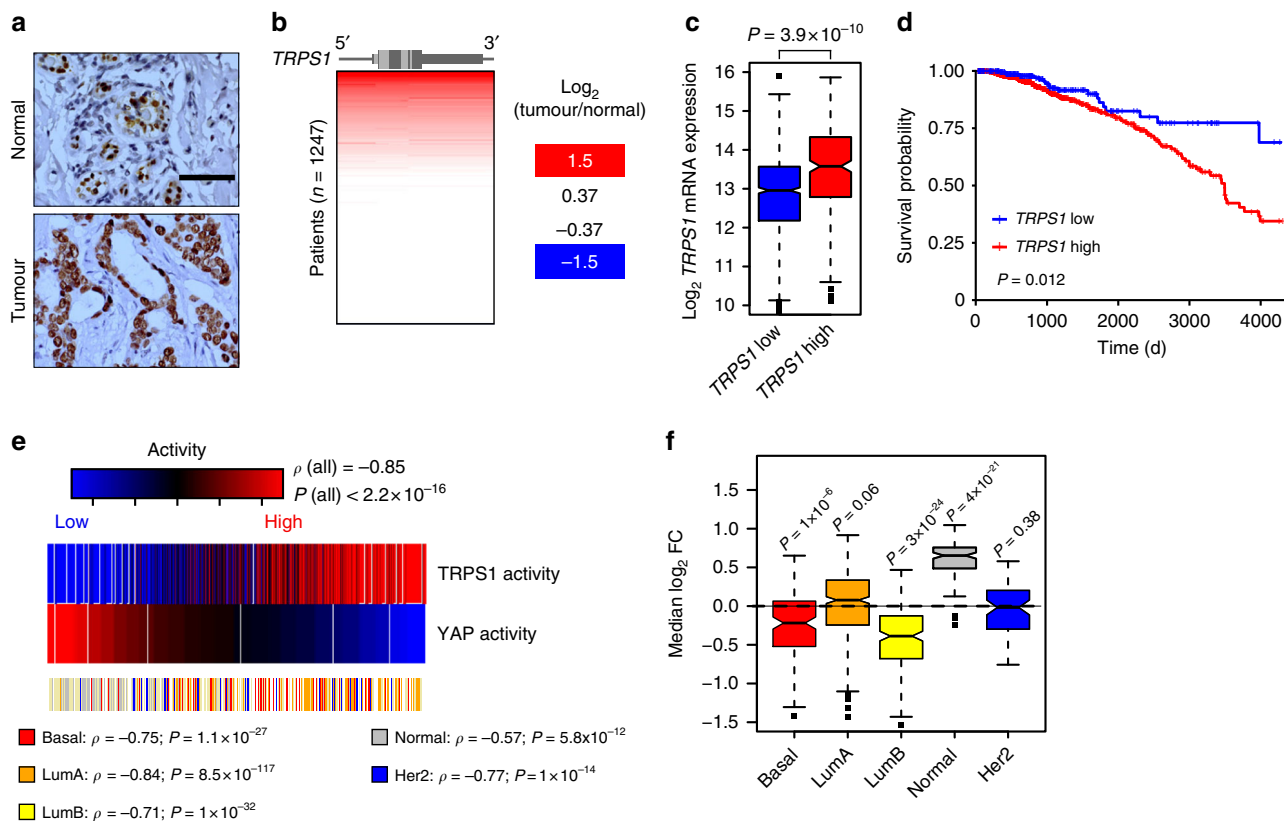 a
Normal
Tumour
b
5′ 3′
TRPS1
Patients (n = 1247)
Log2
(tumour/normal)
1.5
0.37
−0.37
−1.5
c
P = 3.9×10−10
Log2 TRPS1 mRNA expression
16
15
14
13
12
11
10
TRPS1 low
TRPS1 high
d
Survival probability
1.00
0.75
0.50
0.25
0
TRPS1 low
TRPS1 high
P = 0.012
0 1000 2000 3000 4000
Time (d)
e
Activity
ρ (all) = −0.85
P (all) < 2.2×10−16
Low High
TRPS1 activity
YAP activity
Basal: ρ = −0.75; P = 1.1×10−27
LumA: ρ = −0.84; P = 8.5×10−117
LumB: ρ = −0.71; P = 1×10−32
Normal: ρ = −0.57; P = 5.8x10−12
Her2: ρ = −0.77; P = 1×10−14
f
Median log2 FC
1.5
1.0
0.5
0.0
−0.5
−1.0
−1.5
P = 1×10−6
P = 0.06
P = 3×10−24
P = 4×10−21
P = 0.38
Basal
LumA
LumB
Normal
Her2